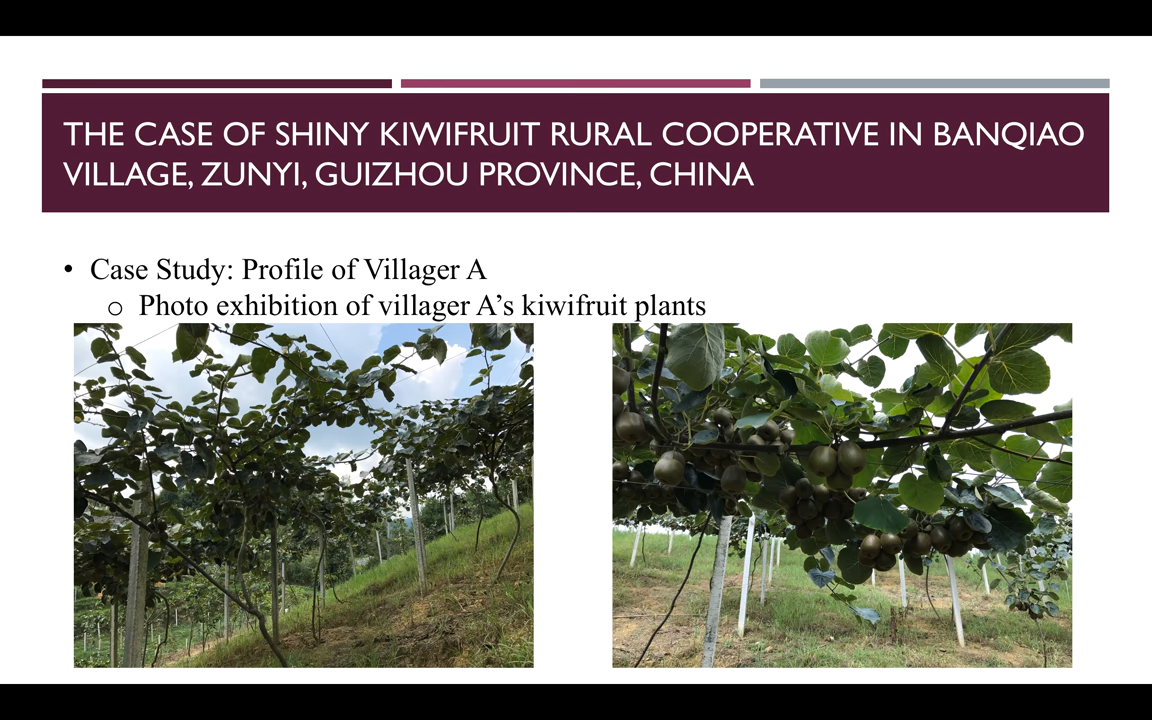 THE CASE OF SHINY KIWIFRUIT RURAL COOPERATIVE IN BANQIAO
VILLAGE, ZUNYI, GUIZHOU PROVINCE, CHINA
• Case Study: Profile of Villager A
o Photo exhibition of villager A’s kiwifruit plants